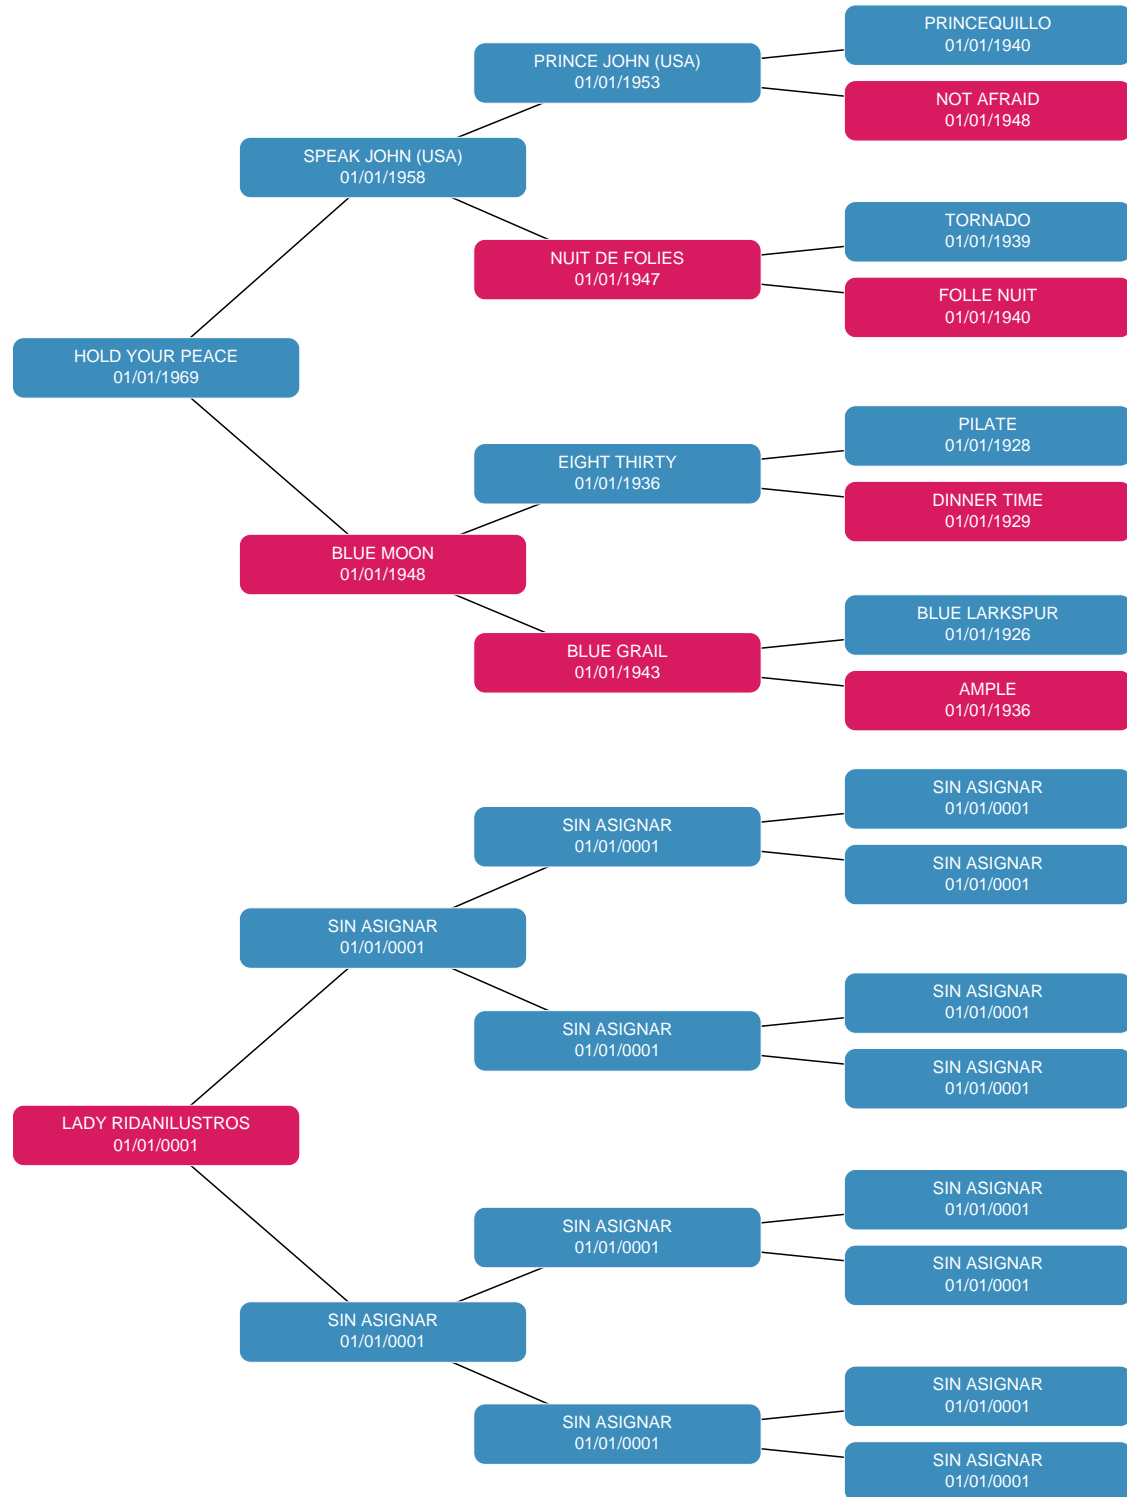 PRINCEQUILLO
01/01/1940
PRINCE JOHN (USA)
01/01/1953
NOT AFRAID
01/01/1948
SPEAK JOHN (USA)
01/01/1958
TORNADO
01/01/1939
NUIT DE FOLIES
01/01/1947
FOLLE NUIT
01/01/1940
HOLD YOUR PEACE
01/01/1969
PILATE
01/01/1928
EIGHT THIRTY
01/01/1936
DINNER TIME
01/01/1929
BLUE MOON
01/01/1948
BLUE LARKSPUR
01/01/1926
BLUE GRAIL
01/01/1943
AMPLE
01/01/1936
SIN ASIGNAR
01/01/0001
SIN ASIGNAR
01/01/0001
SIN ASIGNAR
01/01/0001
SIN ASIGNAR
01/01/0001
SIN ASIGNAR
01/01/0001
SIN ASIGNAR
01/01/0001
SIN ASIGNAR
01/01/0001
LADY RIDANILUSTROS
01/01/0001
SIN ASIGNAR
01/01/0001
SIN ASIGNAR
01/01/0001
SIN ASIGNAR
01/01/0001
SIN ASIGNAR
01/01/0001
SIN ASIGNAR
01/01/0001
SIN ASIGNAR
01/01/0001
SIN ASIGNAR
01/01/0001